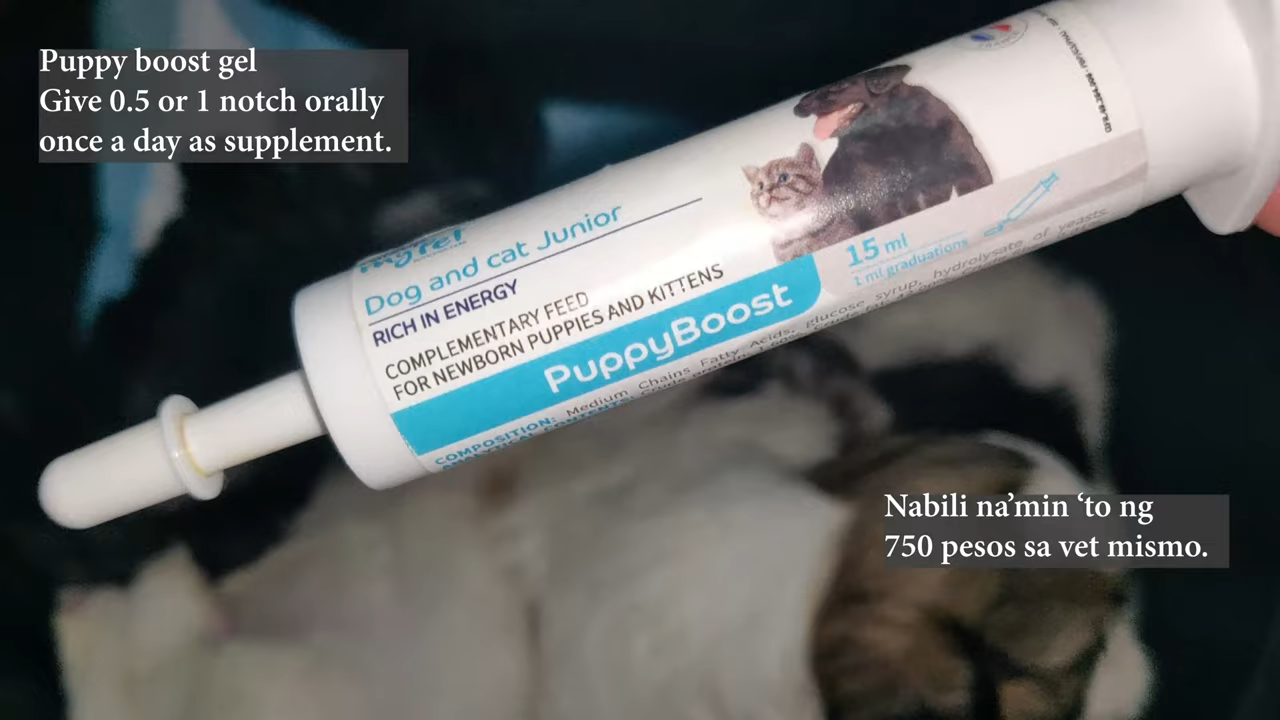 Puppy boost gel
Give 0.5 or 1 notch orally
once a day as supplement.
FRANCE
Dog and cat Junior
RICH IN ENERGY
COMPLEMENTARY FEED
FOR NEWBORN PUPPIES AND KITTENS
PuppyBoost
15 ml
1 ml graduations
COMPOSITION: Medium Chains Fatty Acids, glucose syrup, hydrolysate of yeasts
Nabili na’min ‘to ng
750 pesos sa vet mismo.